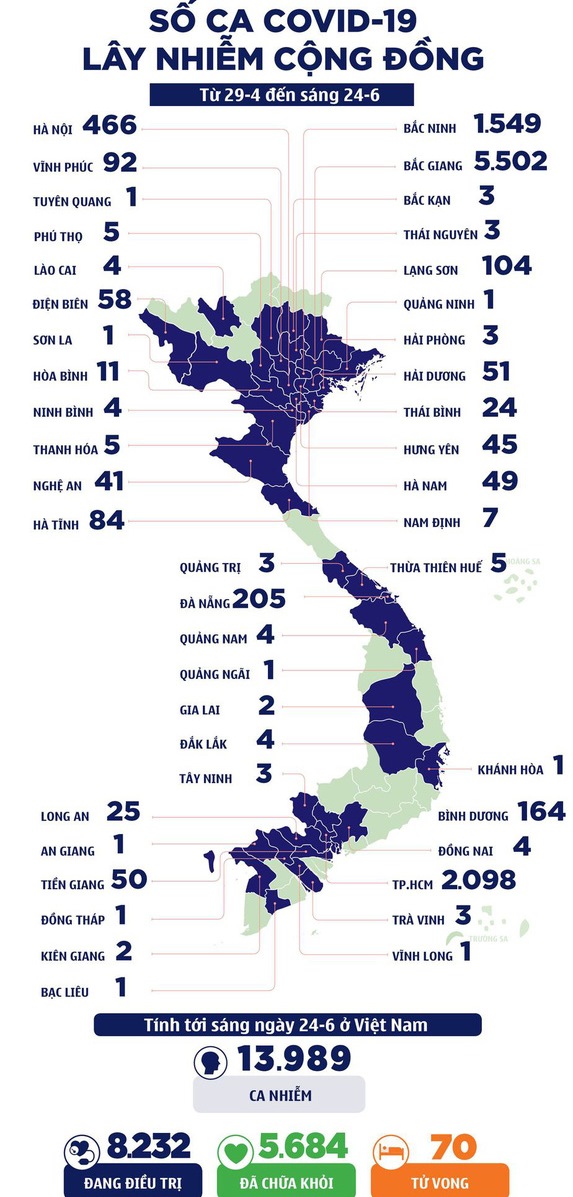 SỐ CA COVID-19
LÂY NHIỄM CỘNG ĐỒNG
Từ 29-4 đến sáng 24-6
HÀ NỘI 466
VĨNH PHÚC 92
TUYÊN QUANG 1
PHÚ THỌ 5
LÀO CAI 4
ĐIỆN BIÊN 58
SƠN LA 1
HÒA BÌNH 11
NINH BÌNH 4
THANH HÓA 5
NGHỆ AN 41
HÀ TĨNH 84
BẮC NINH 1.549
BẮC GIANG 5.502
BẮC KẠN 3
THÁI NGUYÊN 3
LẠNG SƠN 104
QUẢNG NINH 1
HẢI PHÒNG 3
HẢI DƯƠNG 51
THÁI BÌNH 24
HƯNG YÊN 45
HÀ NAM 49
NAM ĐỊNH 7
QUẢNG TRỊ 3
THỪA THIÊN HUẾ 5
HOÀNG SA
ĐÀ NẴNG 205
QUẢNG NAM 4
QUẢNG NGÃI 1
GIA LAI 2
ĐẮK LẮK 4
TÂY NINH 3
KHÁNH HÒA 1
LONG AN 25
AN GIANG 1
TIỀN GIANG 50
ĐỒNG THÁP 1
KIÊN GIANG 2
BẠC LIÊU 1
BÌNH DƯƠNG 164
ĐỒNG NAI 4
TP.HCM 2.098
TRÀ VINH 3
TRƯỜNG SA
VĨNH LONG 1
Tính tới sáng ngày 24-6 ở Việt Nam
13.989
CA NHIỄM
8.232
ĐANG ĐIỀU TRỊ
5.684
ĐÃ CHỮA KHỎI
70
TỬ VONG